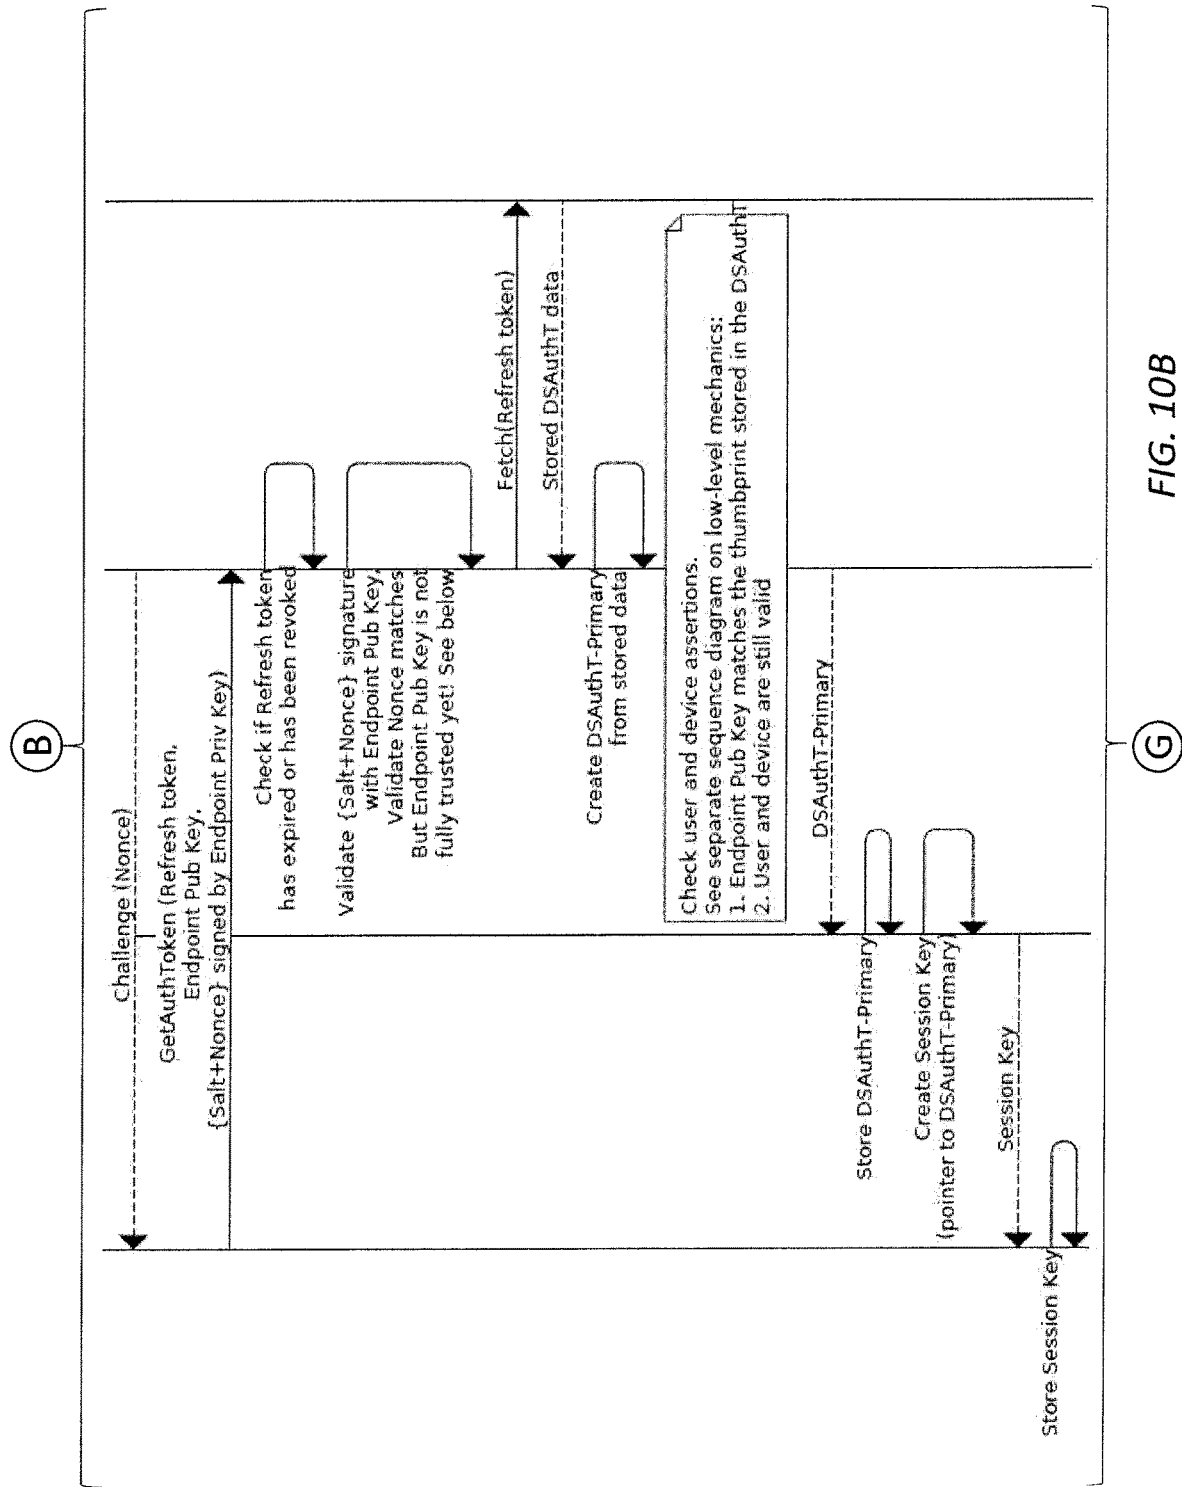 B
Challenge (Nonce)
GetAuthToken (Refresh token,
Endpoint Pub Key,
{Salt+Nonce} signed by Endpoint Priv Key)
Check if Refresh token
has expired or has been revoked
Validate {Salt+Nonce} signature
with Endpoint Pub Key,
Validate Nonce matches
But Endpoint Pub Key is not
fully trusted yet! See below
Fetch(Refresh token)
Stored DSAuthT data
Create DSAuthT-Primary
from stored data
Check user and device assertions.
See separate sequence diagram on low-level mechanics:
1. Endpoint Pub Key matches the thumbprint stored in the DSAuthT
2. User and device are still valid
DSAuthT-Primary
Store DSAuthT-Primary
Create Session Key
(pointer to DSAuthT-Primary)
Session Key
Store Session Key
G
FIG. 10B